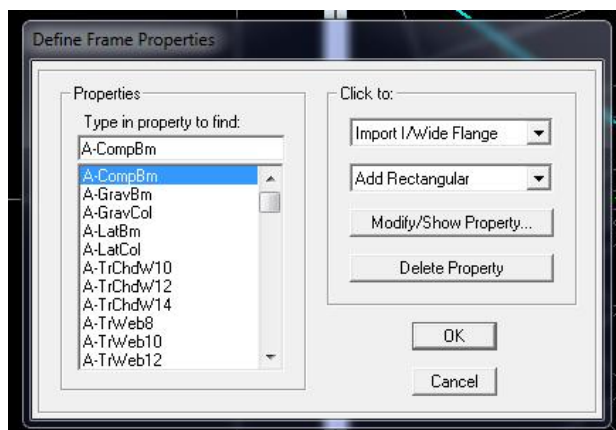 Define Frame Properties
Properties
Type in property to find:
A-CompBm
A-CompBm
A-GravBm
A-GravCol
A-LatBm
A-LatCol
A-TrChdW10
A-TrChdW12
A-TrChdW14
A-TrWeb8
A-TrWeb10
A-TrWeb12
Click to:
Import I/Wide Flange
Add Rectangular
Modify/Show Property...
Delete Property
OK
Cancel